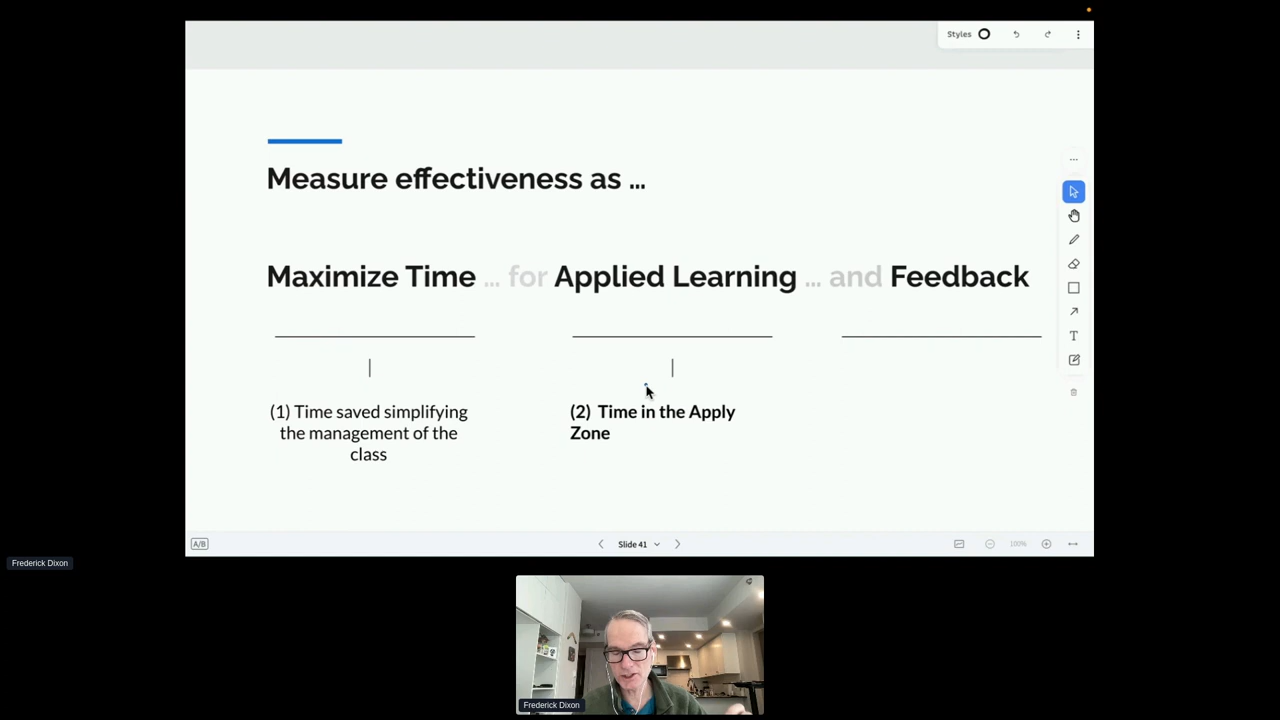 Styles
Measure effectiveness as ...
Maximize Time ... for Applied Learning ... and Feedback
(1) Time saved simplifying
the management of the
class
(2) Time in the Apply
Zone
A/B
Slide 41
100%
Frederick Dixon
Frederick Dixon